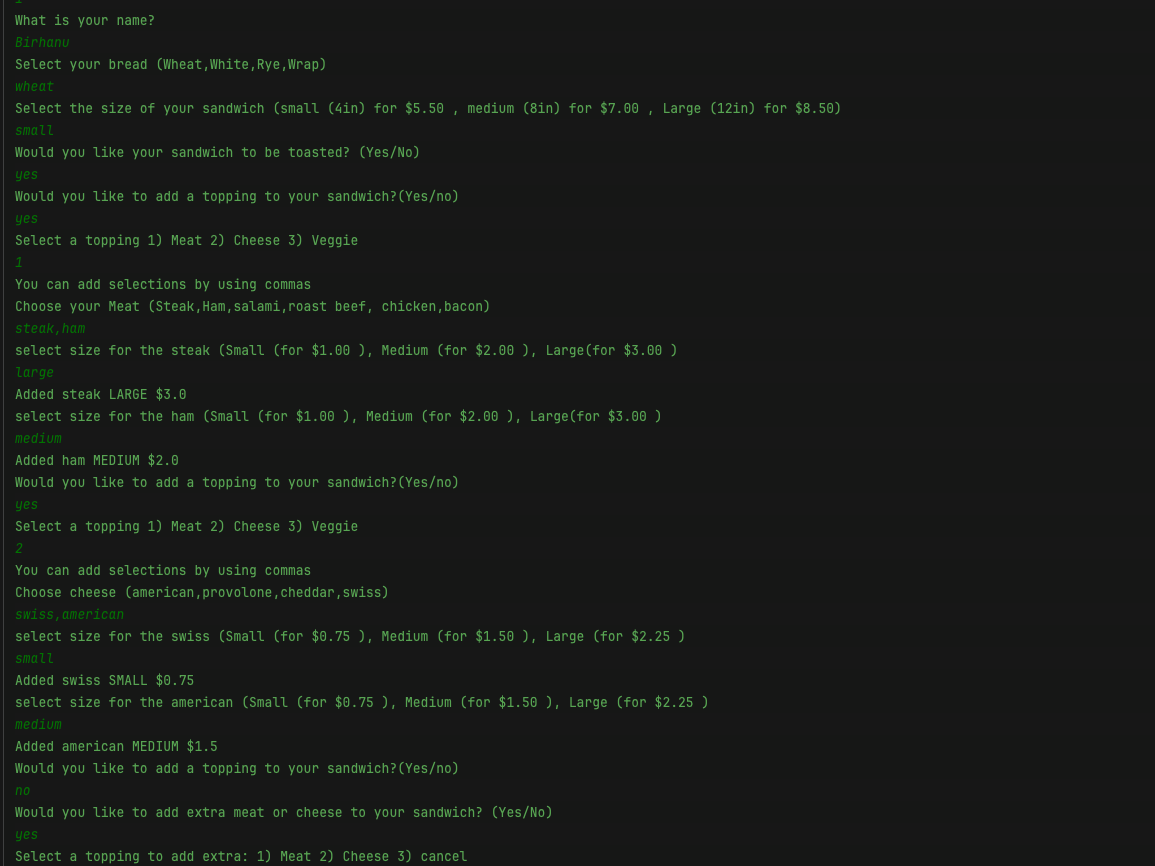 1
What is your name?
Birhanu
Select your bread (Wheat,White,Rye,Wrap)
wheat
Select the size of your sandwich (small (4in) for $5.50 , medium (8in) for $7.00 , Large (12in) for $8.50)
small
Would you like your sandwich to be toasted? (Yes/No)
yes
Would you like to add a topping to your sandwich?(Yes/no)
yes
Select a topping 1) Meat 2) Cheese 3) Veggie
1
You can add selections by using commas
Choose your Meat (Steak,Ham,salami,roast beef, chicken,bacon)
steak,ham
select size for the steak (Small (for $1.00 ), Medium (for $2.00 ), Large(for $3.00 )
large
Added steak LARGE $3.0
select size for the ham (Small (for $1.00 ), Medium (for $2.00 ), Large(for $3.00 )
medium
Added ham MEDIUM $2.0
Would you like to add a topping to your sandwich?(Yes/no)
yes
Select a topping 1) Meat 2) Cheese 3) Veggie
2
You can add selections by using commas
Choose cheese (american,provolone,cheddar,swiss)
swiss,american
select size for the swiss (Small (for $0.75 ), Medium (for $1.50 ), Large (for $2.25 )
small
Added swiss SMALL $0.75
select size for the american (Small (for $0.75 ), Medium (for $1.50 ), Large (for $2.25 )
medium
Added american MEDIUM $1.5
Would you like to add a topping to your sandwich?(Yes/no)
no
Would you like to add extra meat or cheese to your sandwich? (Yes/No)
yes
Select a topping to add extra: 1) Meat 2) Cheese 3) cancel